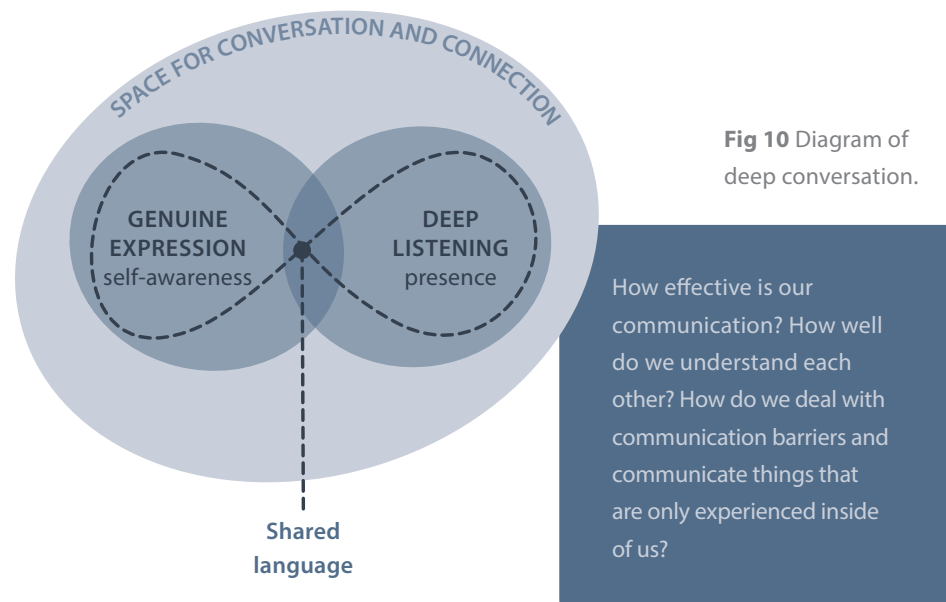 SPACE FOR CONVERSATION AND CONNECTION
GENUINE
EXPRESSION
self-awareness
DEEP
LISTENING
presence
Shared
language
Fig 10 Diagram of
deep conversation.
How effective is our
communication? How well
do we understand each
other? How do we deal with
communication barriers and
communicate things that
are only experienced inside
of us?